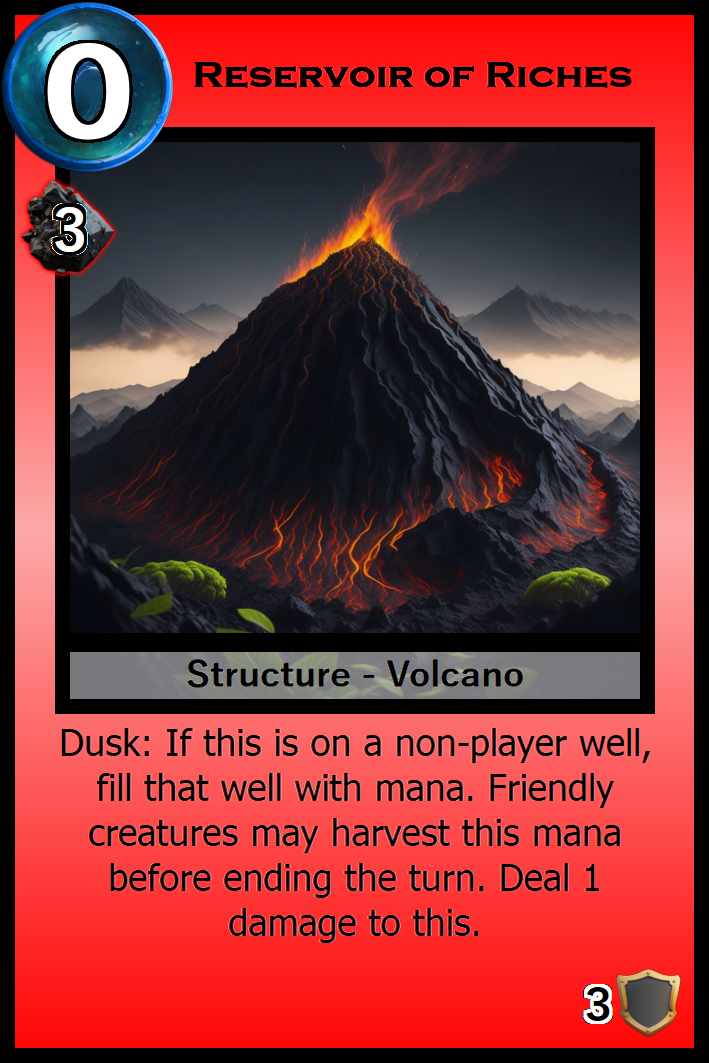 0
Reservoir of Riches
3
Structure - Volcano
Dusk: If this is on a non-player well,
fill that well with mana. Friendly
creatures may harvest this mana
before ending the turn. Deal 1
damage to this.
3